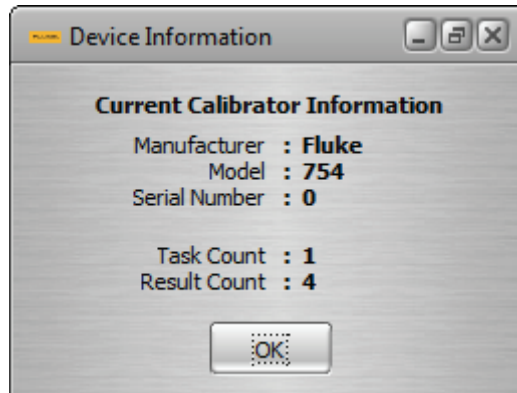 Device Information
Current Calibrator Information
Manufacturer : Fluke
Model : 754
Serial Number : 0
Task Count : 1
Result Count : 4
OK